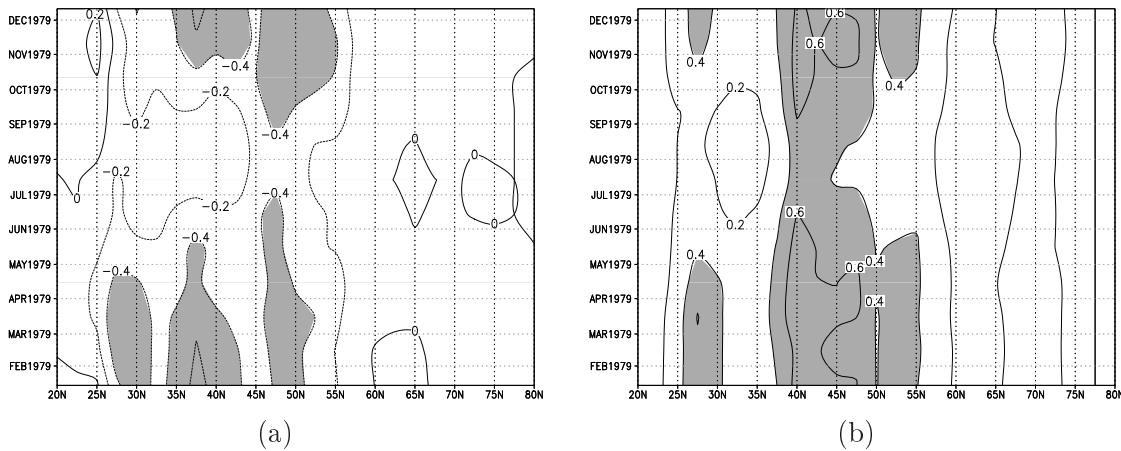 DEC1979
NOV1979
OCT1979
SEP1979
AUG1979
JUL1979
JUN1979
MAY1979
APR1979
MAR1979
FEB1979
20N 25N 30N 35N 40N 45N 50N 55N 60N 65N 70N 75N 80N
0.2
−0.4
−0.2
−0.2
−0.4
0
0
−0.2
−0.4
0
−0.2
0
−0.4
−0.4
0
(a)
DEC1979
NOV1979
OCT1979
SEP1979
AUG1979
JUL1979
JUN1979
MAY1979
APR1979
MAR1979
FEB1979
20N 25N 30N 35N 40N 45N 50N 55N 60N 65N 70N 75N 80N
0.6
0.6
0.4
0.4
0.2
0.6
0.2
0.4
0.4
0.6
0.4
(b)